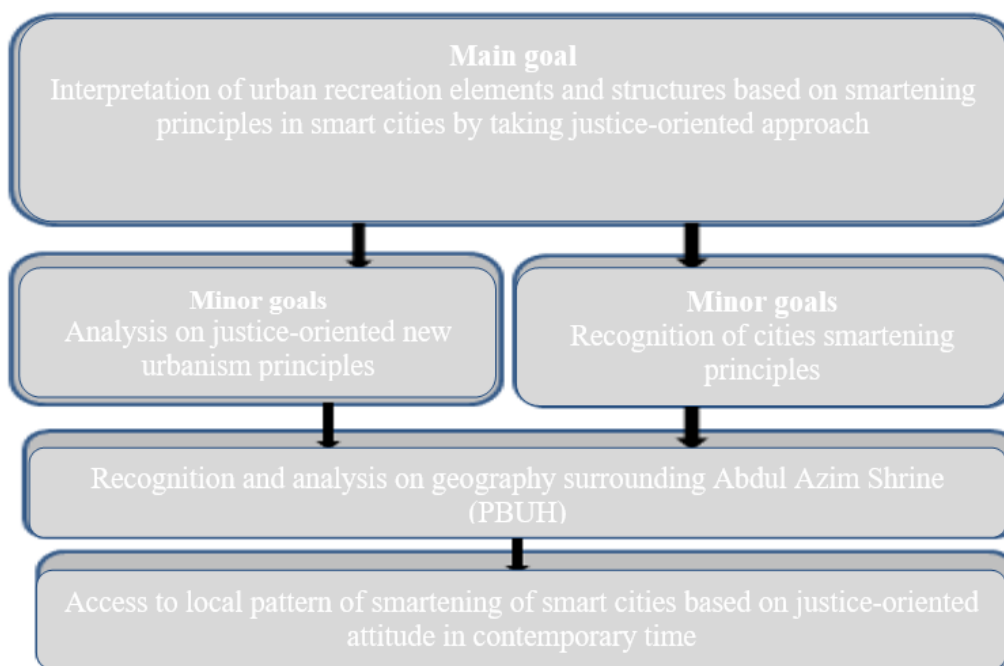 Main goal
Interpretation of urban recreation elements and structures based on smartening
principles in smart cities by taking justice-oriented approach
Minor goals
Analysis on justice-oriented new
urbanism principles
Minor goals
Recognition of cities smartening
principles
Recognition and analysis on geography surrounding Abdul Azim Shrine
(PBUH)
Access to local pattern of smartening of smart cities based on justice-oriented
attitude in contemporary time